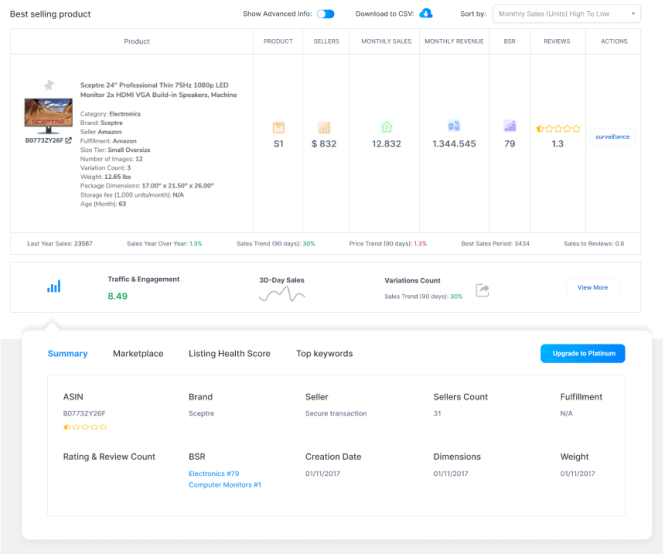 Best selling product
Show Advanced Info:
Download to CSV:
Sort by:
Monthly Sales (Units) High To Low
Product
PRODUCT
SELLERS
MONTHLY SALES
MONTHLY REVENUE
BSR
REVIEWS
ACTIONS
Sceptre 24" Professional Thin 75Hz 1080p LED
Monitor 2x HDMI VGA Build-in Speakers, Machine
SCEPTRE
B0773ZY26F
Category: Electronics
Brand: Sceptre
Seller Amazon
Fulfillment: Amazon
Size Tier: Small Oversize
Number of Images: 12
Variation Count: 3
Weight: 12.65 lbs
Package Dimensions: 17.00" x 21.50" x 26.00"
Storage fee (1,000 units/month): N/A
Age (Month): 63
S1
$ 832
12.832
1.344.545
79
1.3
surveillance
Last Year Sales: 23567
Sales Year Over Year: 1.3%
Sales Trend (90 days): 30%
Price Trend (90 days): 1.3%
Best Sales Period: 3434
Sales to Reviews: 0.6
Traffic & Engagement
8.49
3D-Day Sales
Variations Count
Sales Trend (90 days): 30%
View More
Summary
Marketplace
Listing Health Score
Top keywords
Upgrade to Platinum
ASIN
Brand
Seller
Sellers Count
Fulfillment
B0773ZY26F
Sceptre
Secure transaction
31
N/A
Rating & Review Count
BSR
Creation Date
Dimensions
Weight
Electronics #79
Computer Monitors #1
01/11/2017
01/11/2017
01/11/2017